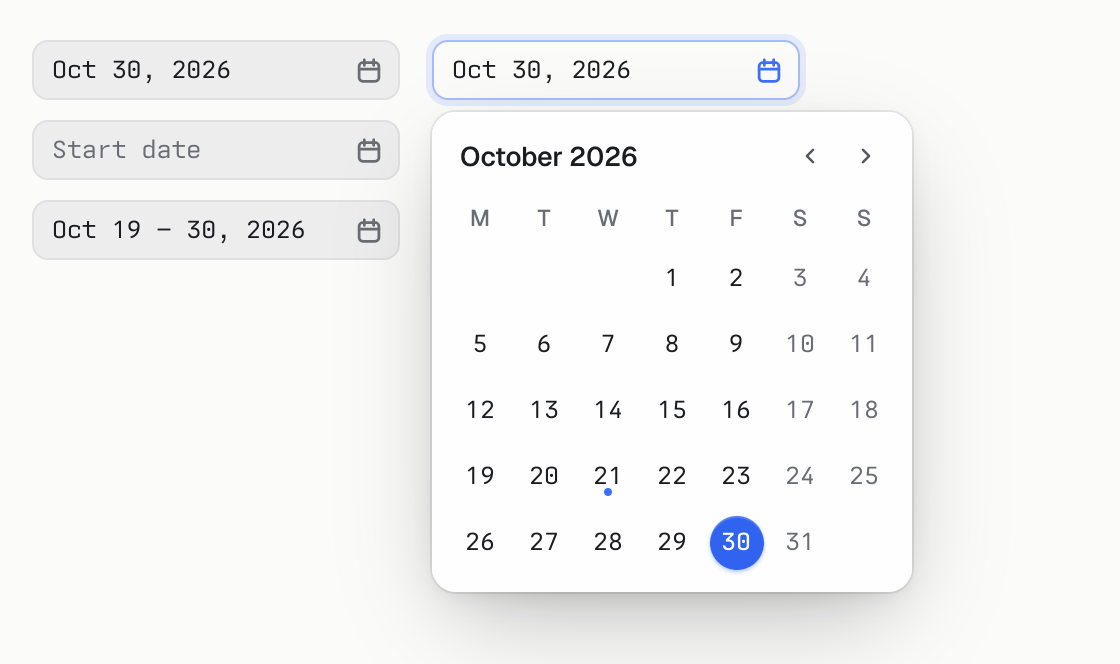 Oct 30, 2026
Start date
Oct 19 – 30, 2026
Oct 30, 2026
October 2026
M T W T F S S
1 2 3 4
5 6 7 8 9 10 11
12 13 14 15 16 17 18
19 20 21 22 23 24 25
26 27 28 29 30 31